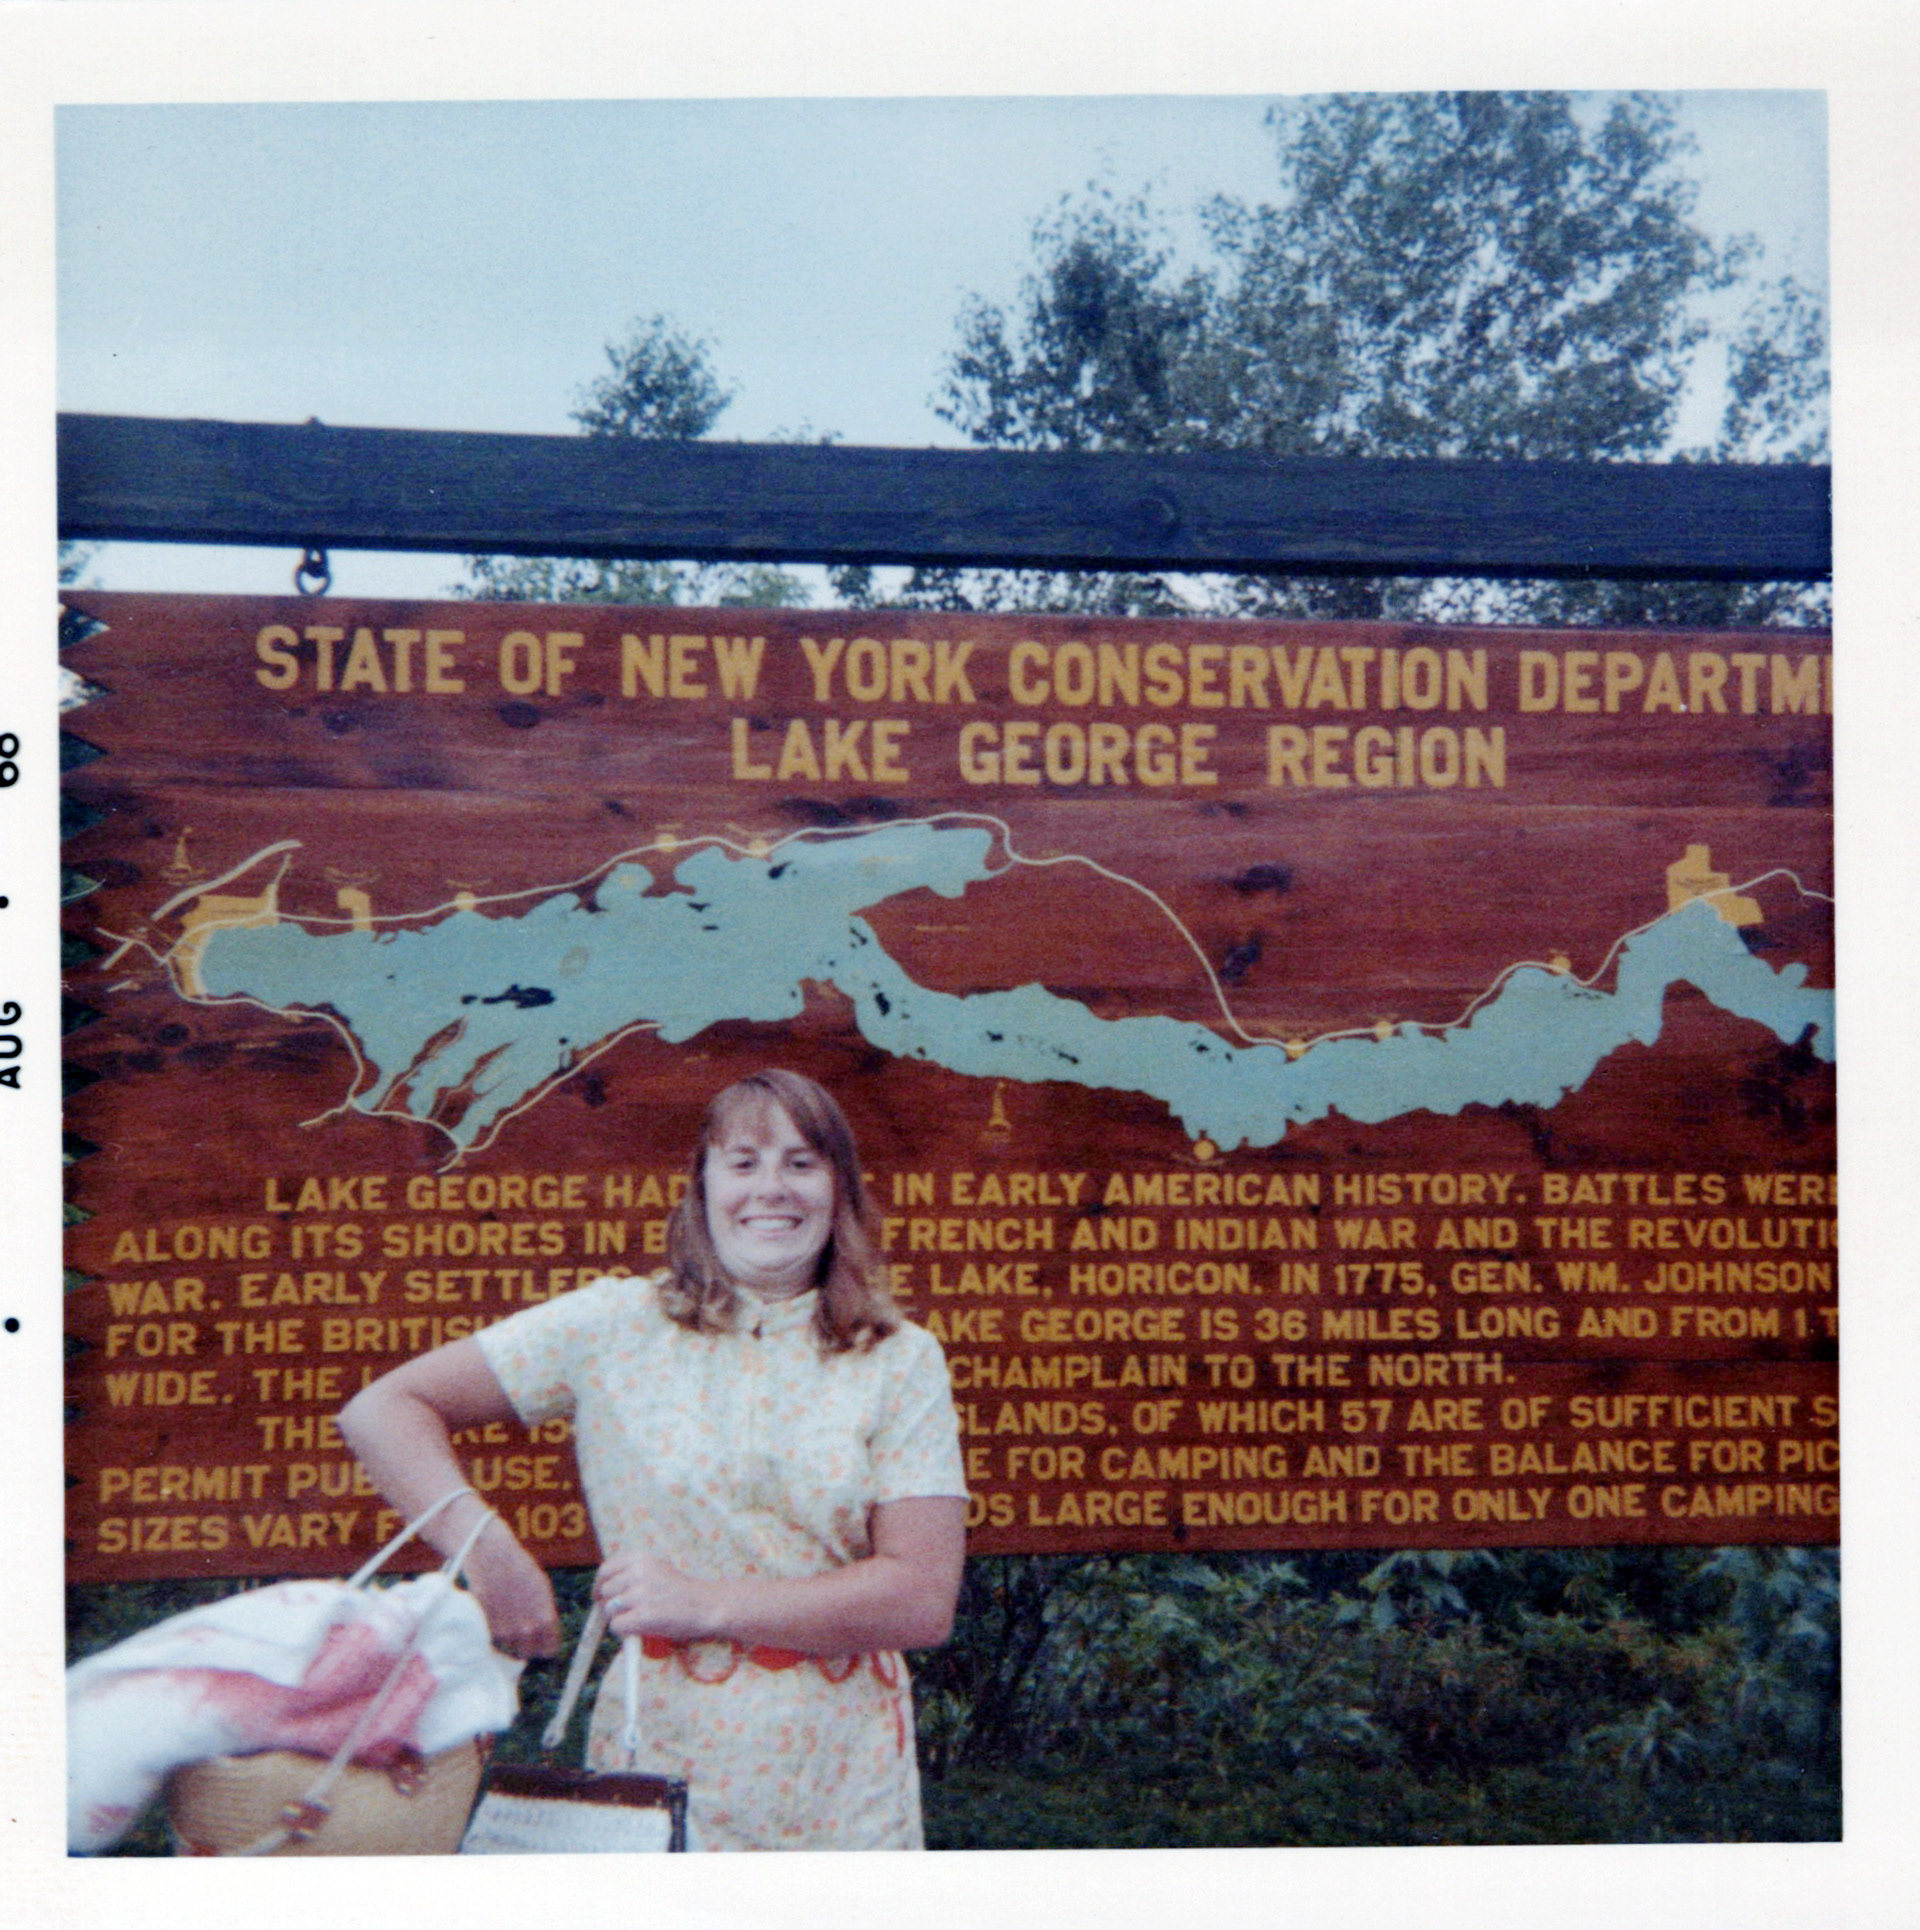 STATE OF NEW YORK CONSERVATION DEPARTM
LAKE GEORGE REGION
LAKE GEORGE HAD IN EARLY AMERICAN HISTORY. BATTLES WERE
ALONG ITS SHORES IN B FRENCH AND INDIAN WAR AND THE REVOLUTI
WAR. EARLY SETTLERS E LAKE, HORICON. IN 1775, GEN. WM. JOHNSON
FOR THE BRITISH AKE GEORGE IS 36 MILES LONG AND FROM 1 T
WIDE. THE L CHAMPLAIN TO THE NORTH.
THE KE 15 SLANDS, OF WHICH 57 ARE OF SUFFICIENT S
PERMIT PUB USE. E FOR CAMPING AND THE BALANCE FOR PIC
SIZES VARY F 103 DS LARGE ENOUGH FOR ONLY ONE CAMPING
• AUG • 68